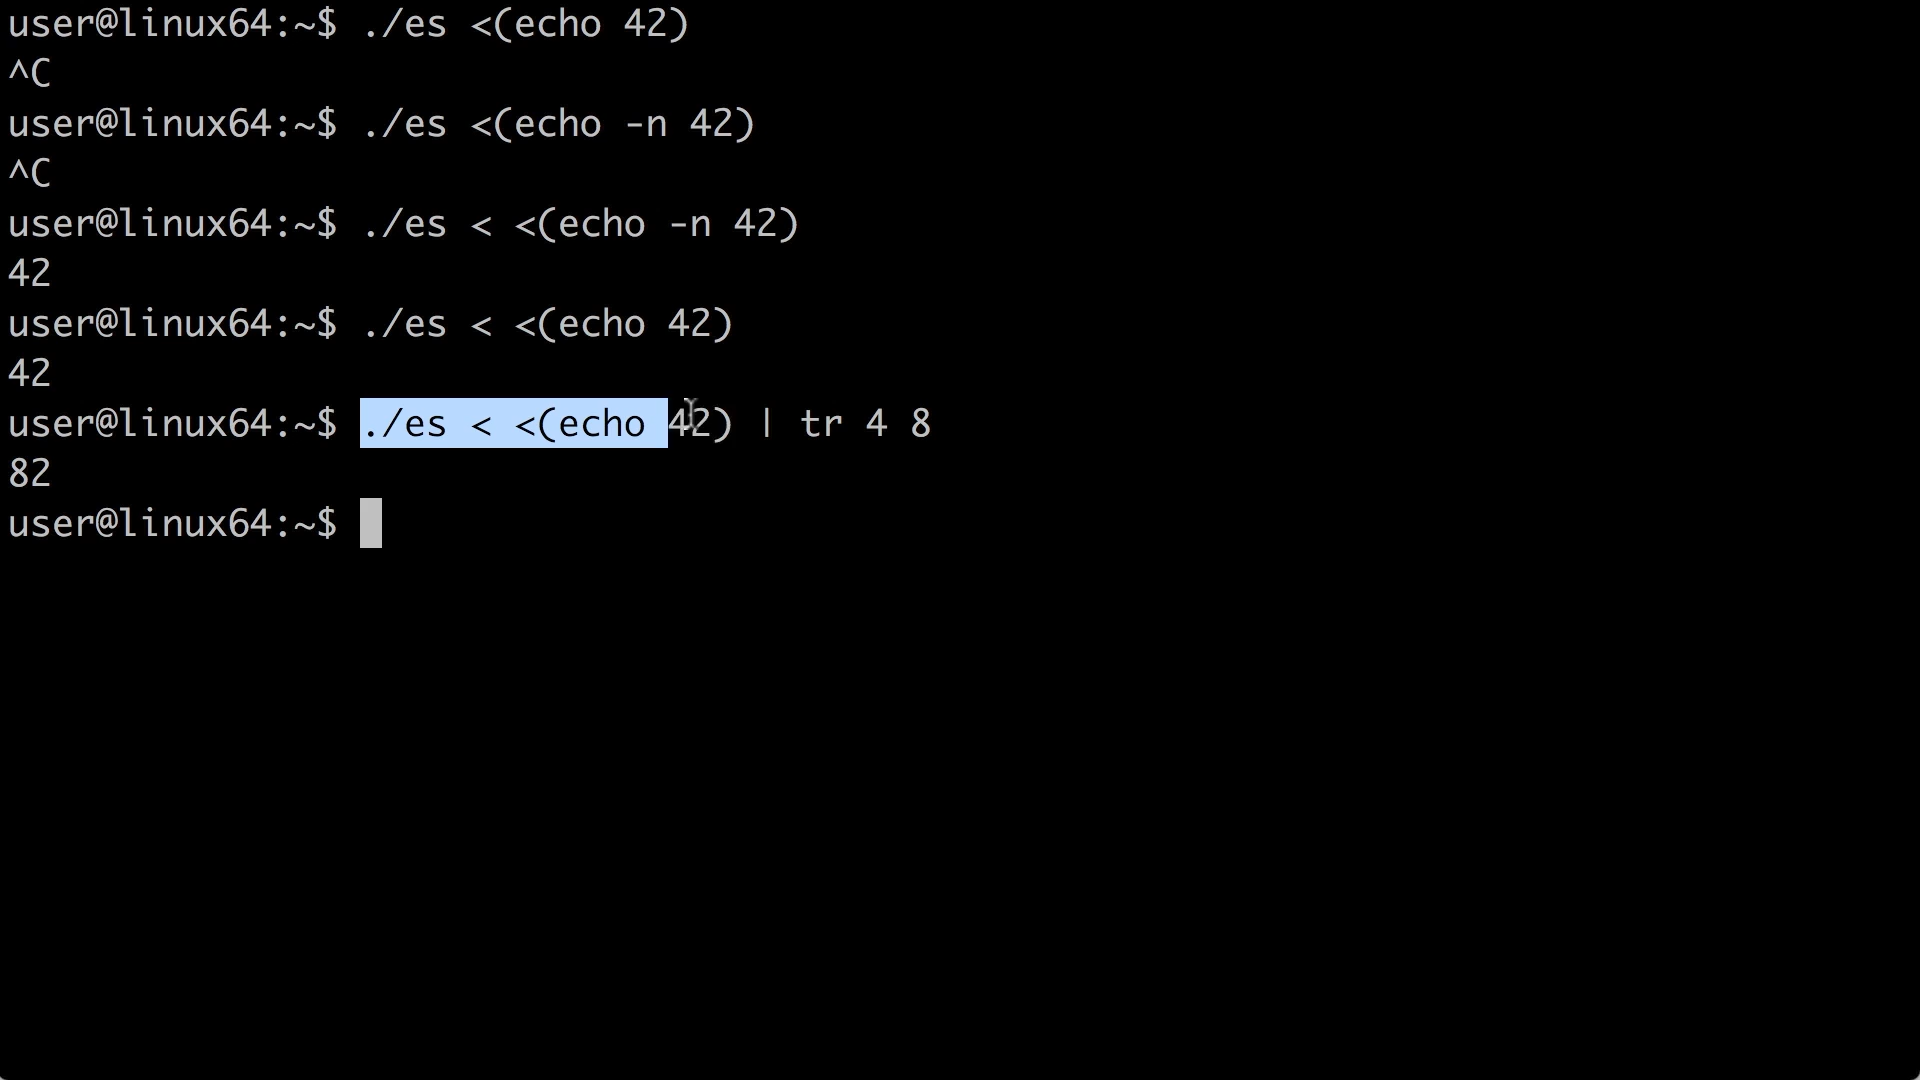 user@linux64:~$ ./es <(echo 42)
^C
user@linux64:~$ ./es <(echo -n 42)
^C
user@linux64:~$ ./es < <(echo -n 42)
42
user@linux64:~$ ./es < <(echo 42)
42
user@linux64:~$ ./es < <(echo 42) | tr 4 8
82
user@linux64:~$